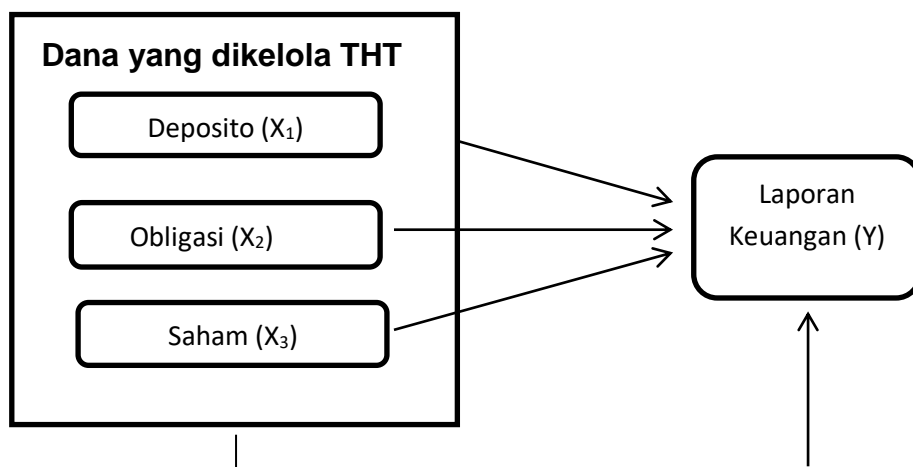 Dana yang dikelola THT
Deposito (X₁)
Obligasi (X₂)
Saham (X₃)
Laporan
Keuangan (Y)